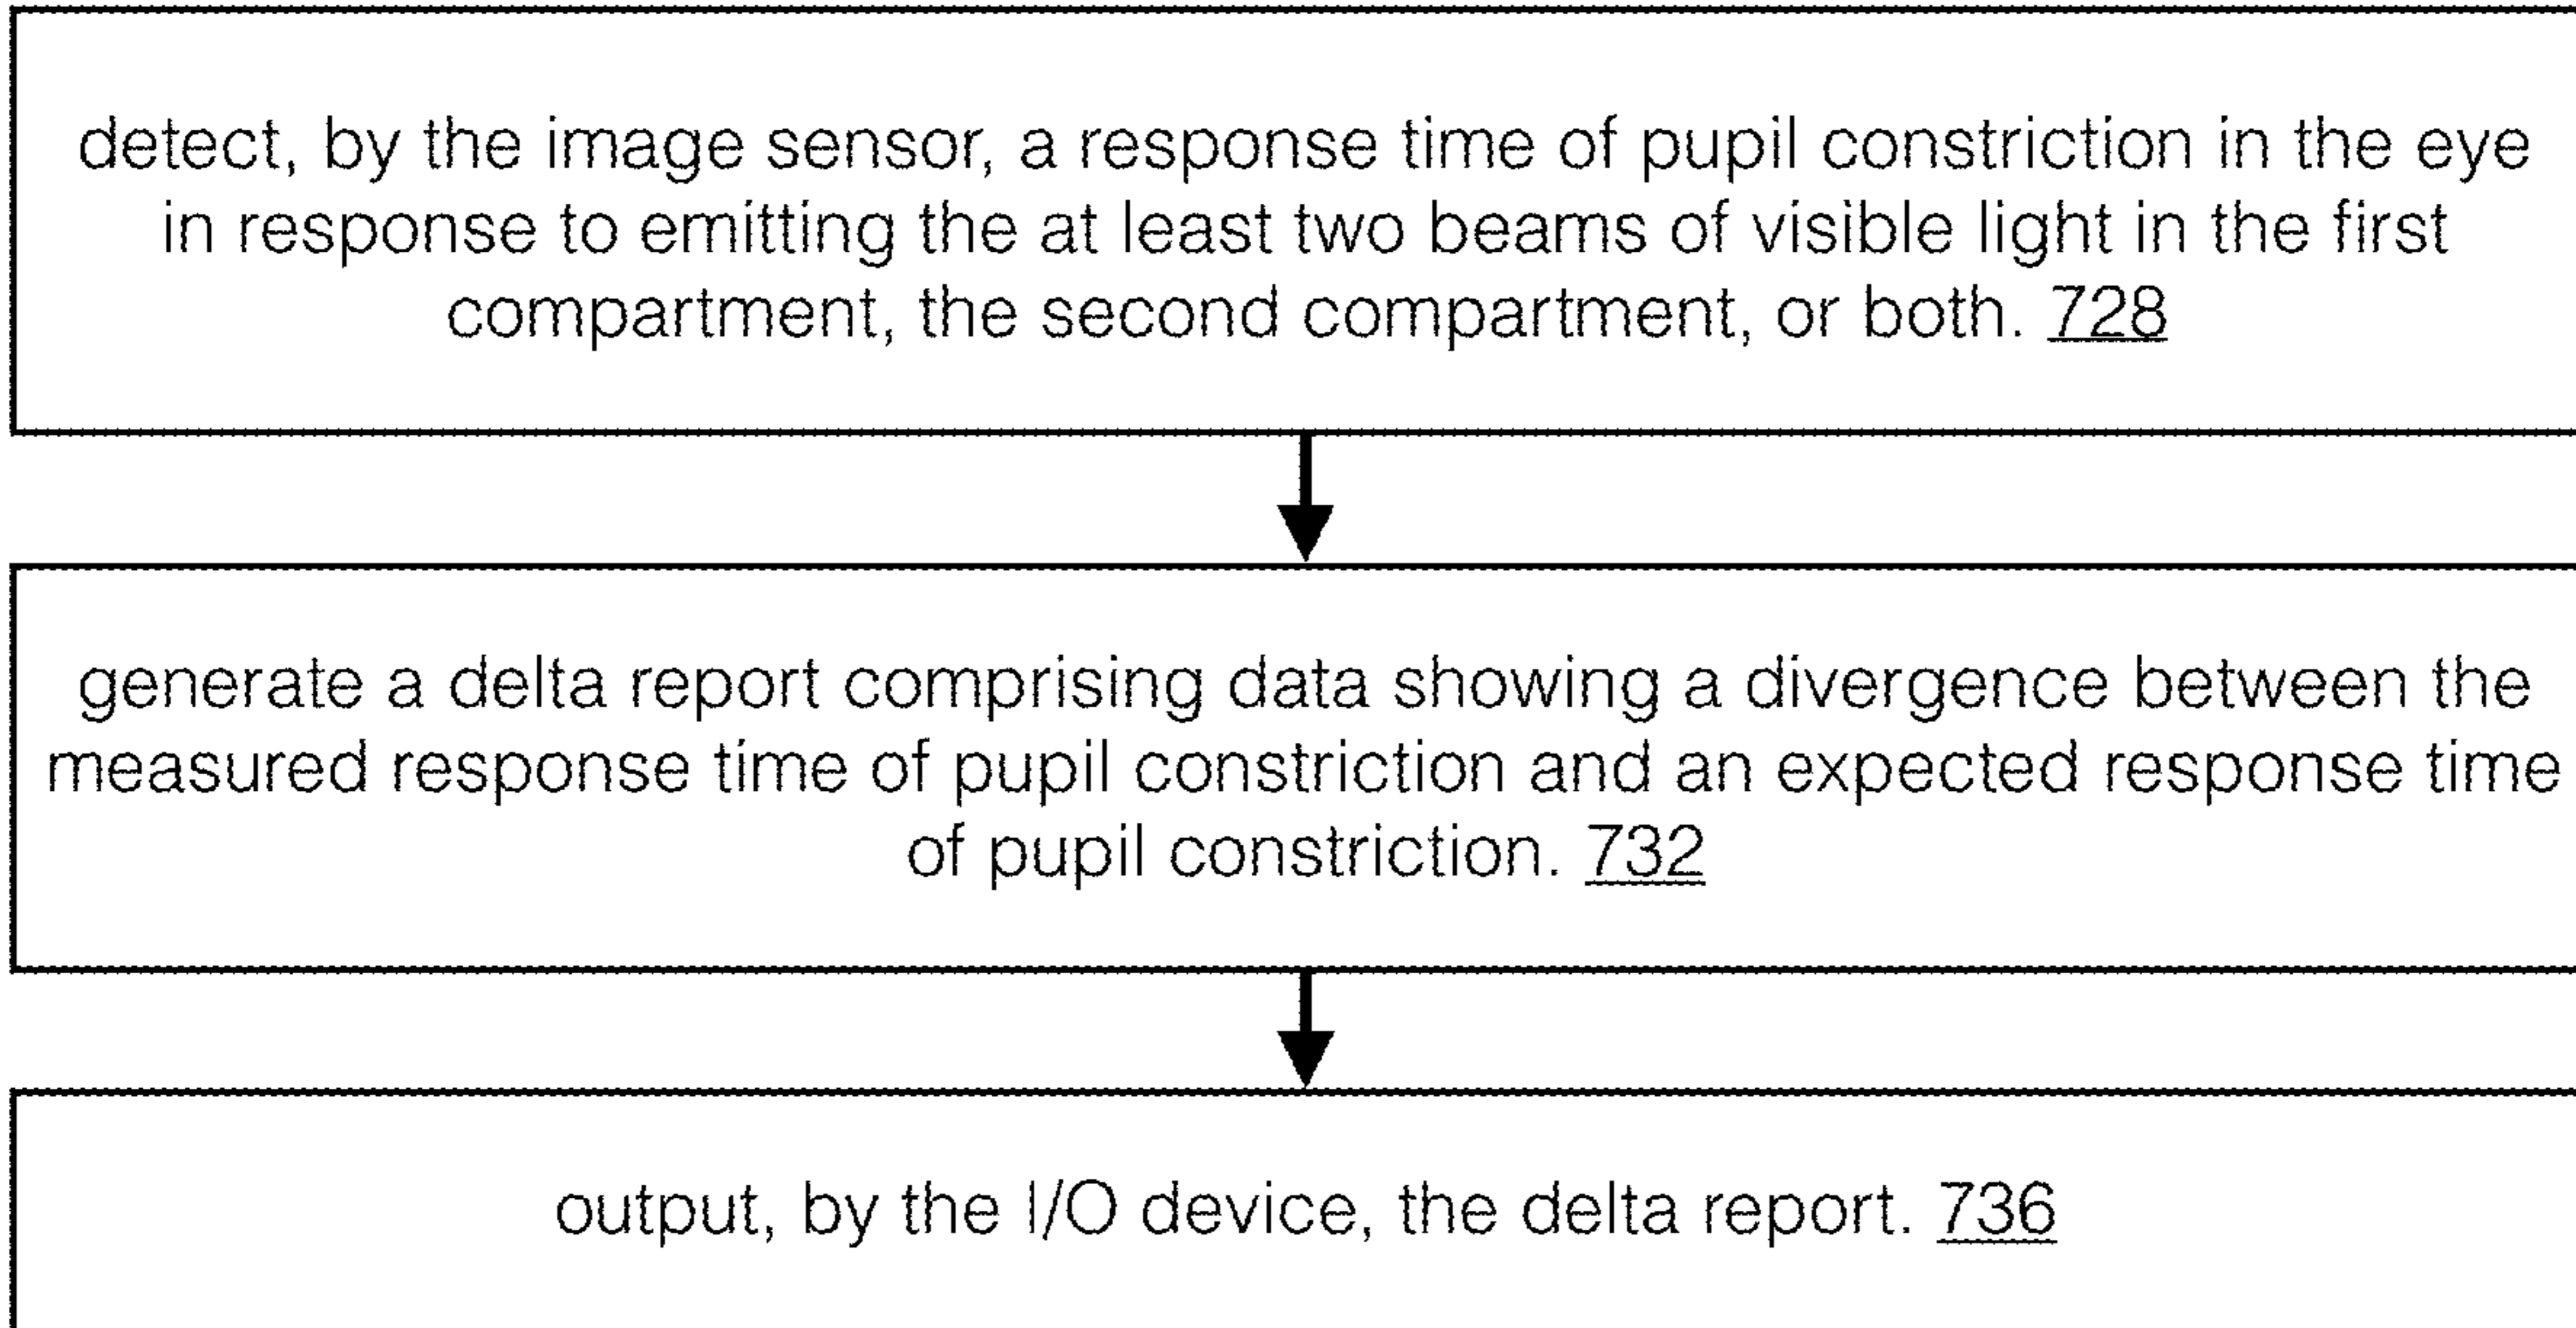 detect, by the image sensor, a response time of pupil constriction in the eye
in response to emitting the at least two beams of visible light in the first
compartment, the second compartment, or both. 728
generate a delta report comprising data showing a divergence between the
measured response time of pupil constriction and an expected response time
of pupil constriction. 732
output, by the I/O device, the delta report. 736